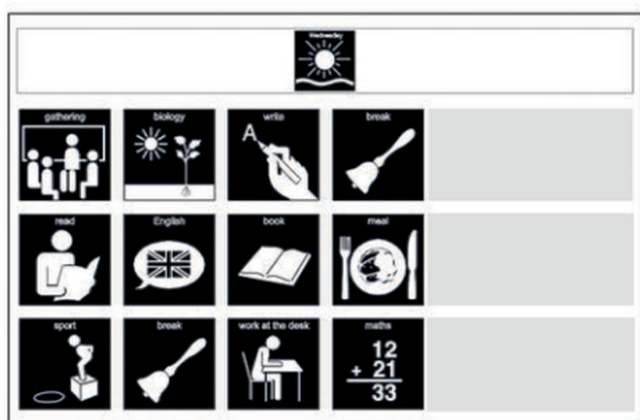 Wednesday
gathering biology write break
A
read English book meal
sport break work at the desk maths
12
+ 21
33